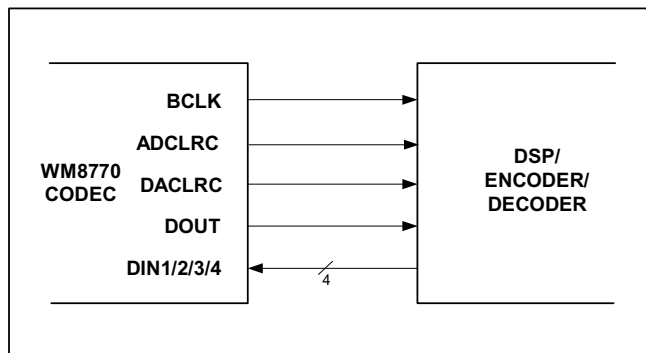 BCLK
ADCLRC
WM8770
CODEC
DACLRC
DOUT
DIN1/2/3/4
4
DSP/
ENCODER/
DECODER